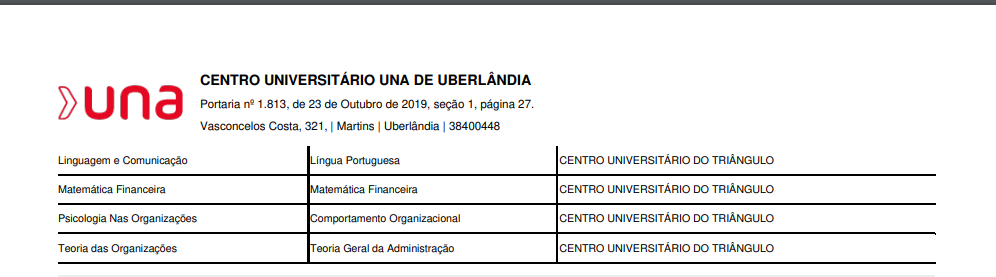 una
CENTRO UNIVERSITÁRIO UNA DE UBERLÂNDIA
Portaria nº 1.813, de 23 de Outubro de 2019, seção 1, página 27.
Vasconcelos Costa, 321, | Martins | Uberlândia | 38400448
Linguagem e Comunicação Língua Portuguesa CENTRO UNIVERSITÁRIO DO TRIÂNGULO
Matemática Financeira Matemática Financeira CENTRO UNIVERSITÁRIO DO TRIÂNGULO
Psicologia Nas Organizações Comportamento Organizacional CENTRO UNIVERSITÁRIO DO TRIÂNGULO
Teoria das Organizações Teoria Geral da Administração CENTRO UNIVERSITÁRIO DO TRIÂNGULO